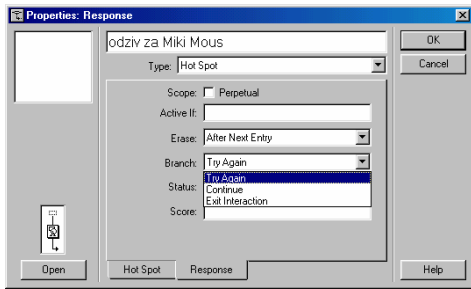 Properties: Response
odziv za Miki Mous
OK
Type: Hot Spot
Cancel
Scope: Perpetual
Active If:
Erase: After Next Entry
Branch: Try Again
Try Again
Status: Continue
Exit Interaction
Score:
Open
Hot Spot
Response
Help